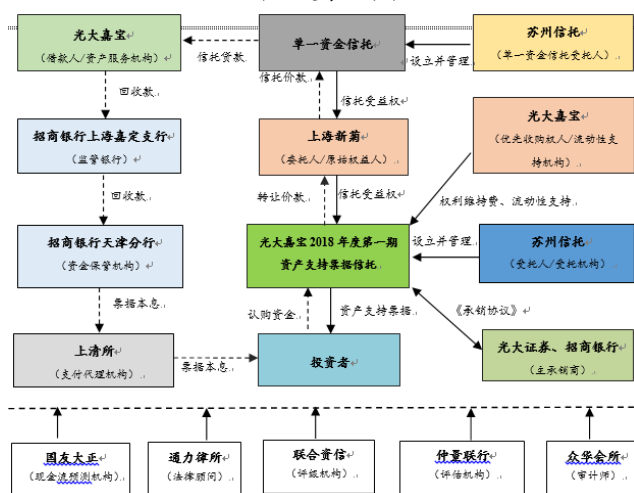 光大嘉宝
（借款人/资产服务机构）
信托贷款
单一资金信托
设立并管理
苏州信托
（单一资金信托受托人）
回收款
信托价款
信托受益权
招商银行上海嘉定支行
（监管银行）
上海新菊
（委托人/原始权益人）
光大嘉宝
（优先收购权人/流动性支
持机构）
回收款
转让价款
信托受益权
权利维持费、流动性支持
招商银行天津分行
（资金保管机构）
光大嘉宝 2018 年度第一期
资产支持票据信托
设立并管理
苏州信托
（受托人/受托机构）
票据本息
认购资金
资产支持票据
《承销协议》
上清所
（支付代理机构）
票据本息
投资者
光大证券、招商银行
（主承销商）
国友大正
（现金流预测机构）
通力律所
（法律顾问）
联合资信
（评级机构）
仲量联行
（评估机构）
众华会所
（审计师）